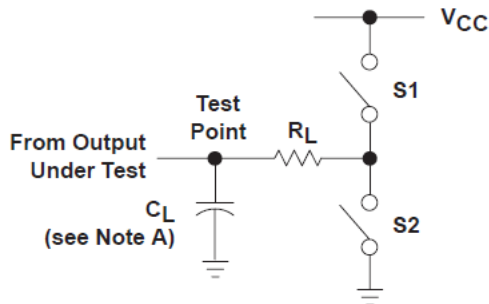 VCC
S1
Test
Point
RL
From Output
Under Test
CL
(see Note A)
S2